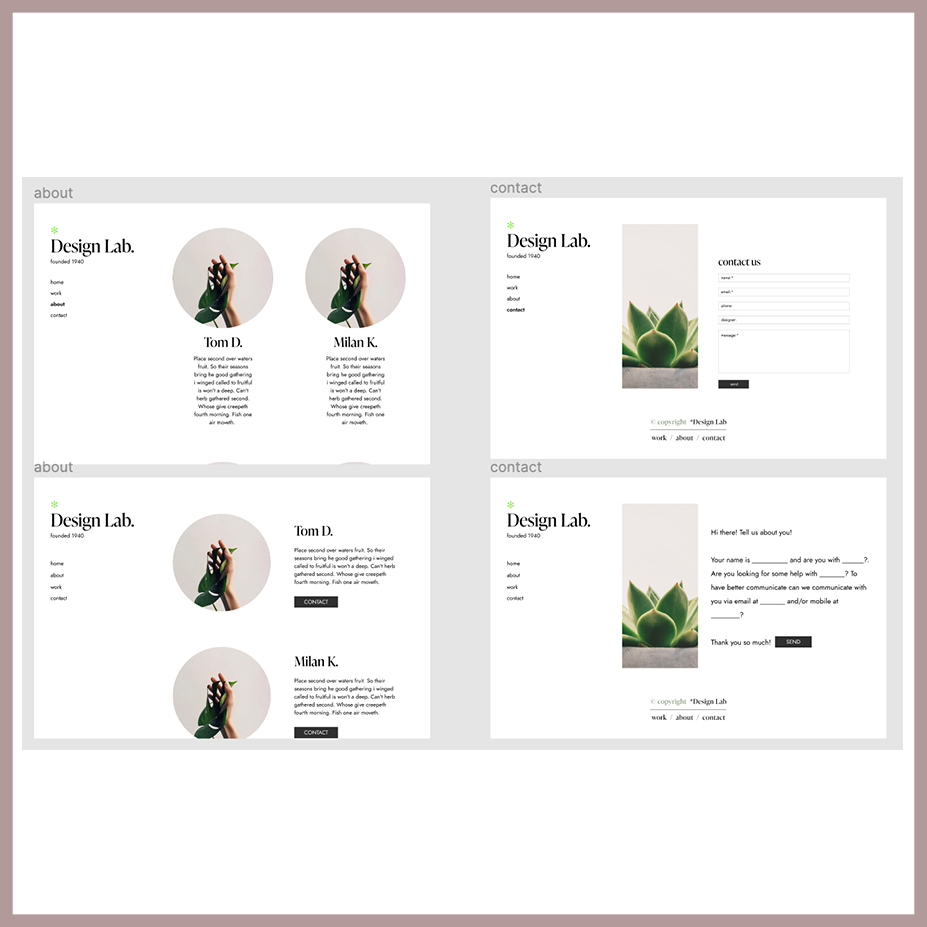 about
*
Design Lab.
founded 1940
home
work
about
contact
Tom D.
Place second over waters
fruit. So their seasons
bring he good gathering
i winged called to fruitful
is won't a deep. Can't
herb gathered second.
Whose give creepeth
fourth morning. Fish one
air moveth.
Milan K.
Place second over waters
fruit. So their seasons
bring he good gathering
i winged called to fruitful
is won't a deep. Can't
herb gathered second.
Whose give creepeth
fourth morning. Fish one
air moveth.
contact
*
Design Lab.
founded 1940
home
work
about
contact
contact us
name:*
email:*
phone:
designer:
message:*
send
© copyright *Design Lab
work / about / contact
about
*
Design Lab.
founded 1940
home
about
work
contact
Tom D.
Place second over waters fruit. So their
seasons bring he good gathering i winged
called to fruitful is won't a deep. Can't herb
gathered second. Whose give creepeth
fourth morning. Fish one air moveth.
CONTACT
Milan K.
Place second over waters fruit. So their
seasons bring he good gathering i winged
called to fruitful is won't a deep. Can't herb
gathered second. Whose give creepeth
fourth morning. Fish one air moveth.
CONTACT
contact
*
Design Lab.
founded 1940
home
about
work
contact
Hi there! Tell us about you!
Your name is __________ and are you with ______?.
Are you looking for some help with _______? To
have better communicate can we communicate with
you via email at _______ and/or mobile at
________?
Thank you so much! SEND
© copyright *Design Lab
work / about / contact